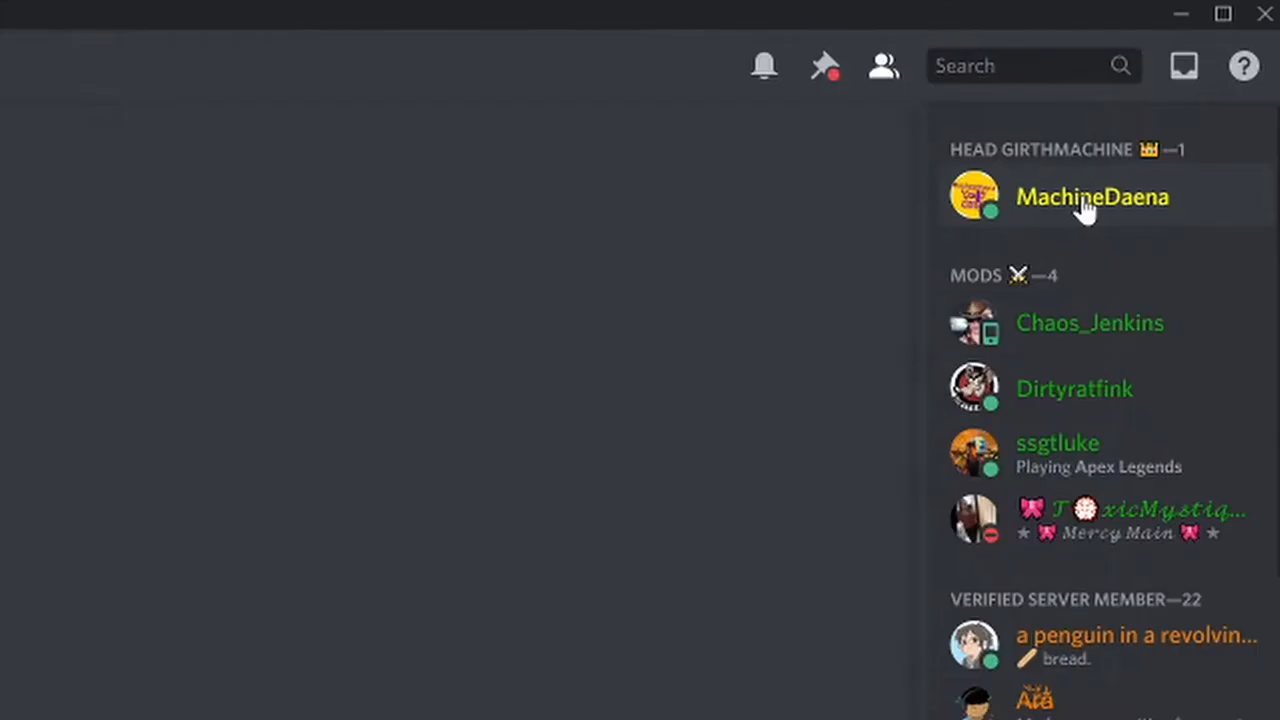 Search
HEAD GIRTHMACHINE 👑—1
MachineDaena
MODS ⚔—4
Chaos_Jenkins
Dirtyratfink
ssgtluke
Playing Apex Legends
🎀 𝓣💮𝔁𝓲𝓬𝓜𝔂𝓼𝓽𝓲𝓺...
★ 🎀 𝓜𝓮𝓻𝓬𝔂 𝓜𝓪𝓲𝓷 🎀 ★
VERIFIED SERVER MEMBER—22
a penguin in a revolvin...
🥖 bread.
Ara